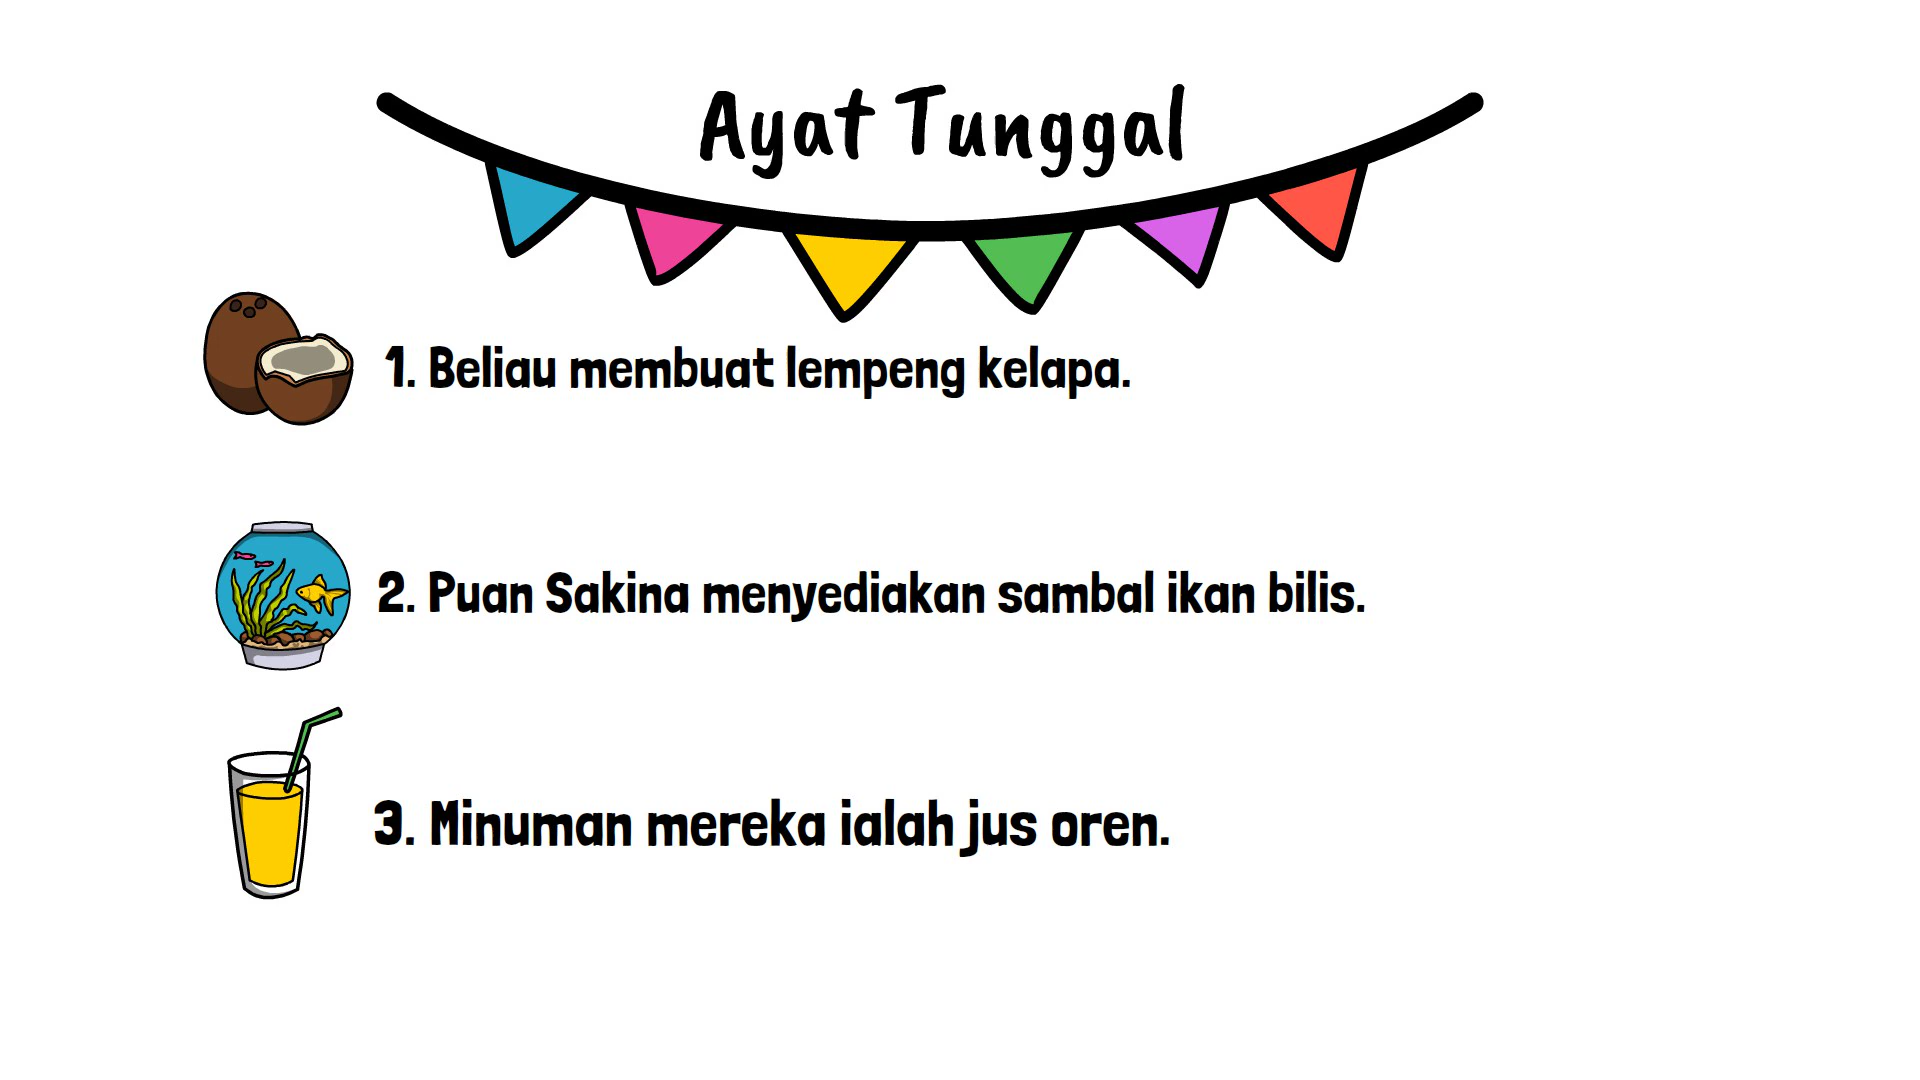 Ayat Tunggal
1. Beliau membuat lempeng kelapa.
2. Puan Sakina menyediakan sambal ikan bilis.
3. Minuman mereka ialah jus oren.